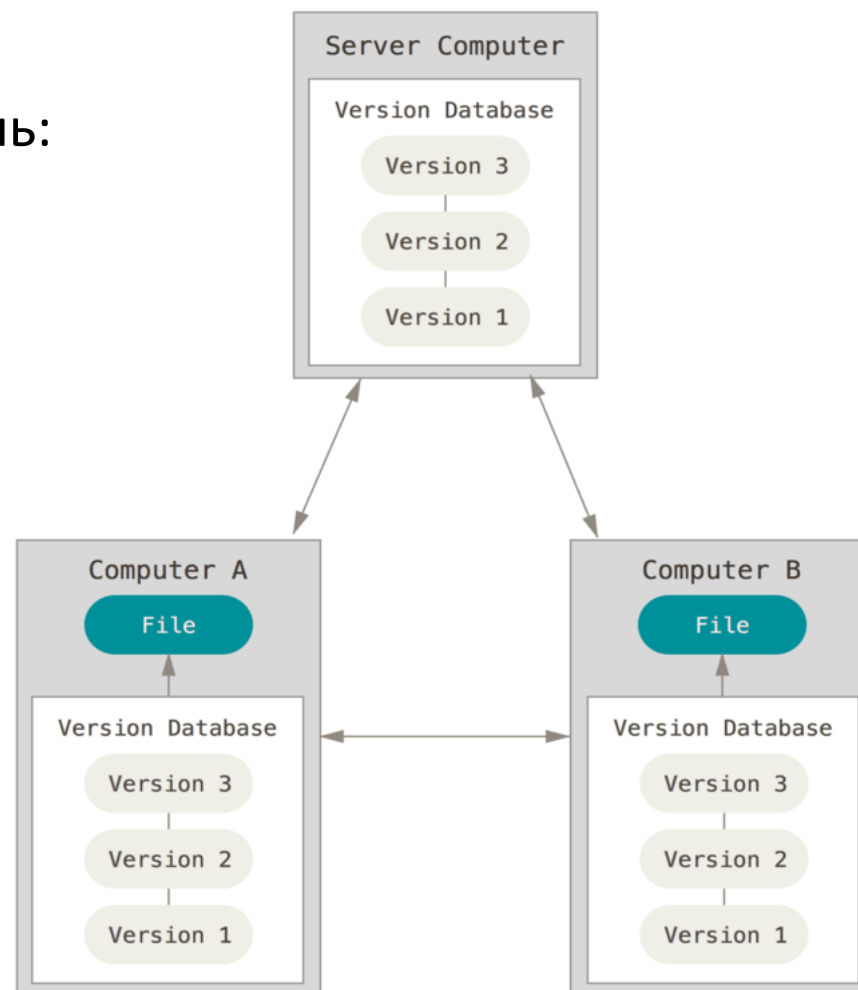 ль:
Server Computer
Version Database
Version 3
Version 2
Version 1
Computer A
File
Version Database
Version 3
Version 2
Version 1
Computer B
File
Version Database
Version 3
Version 2
Version 1